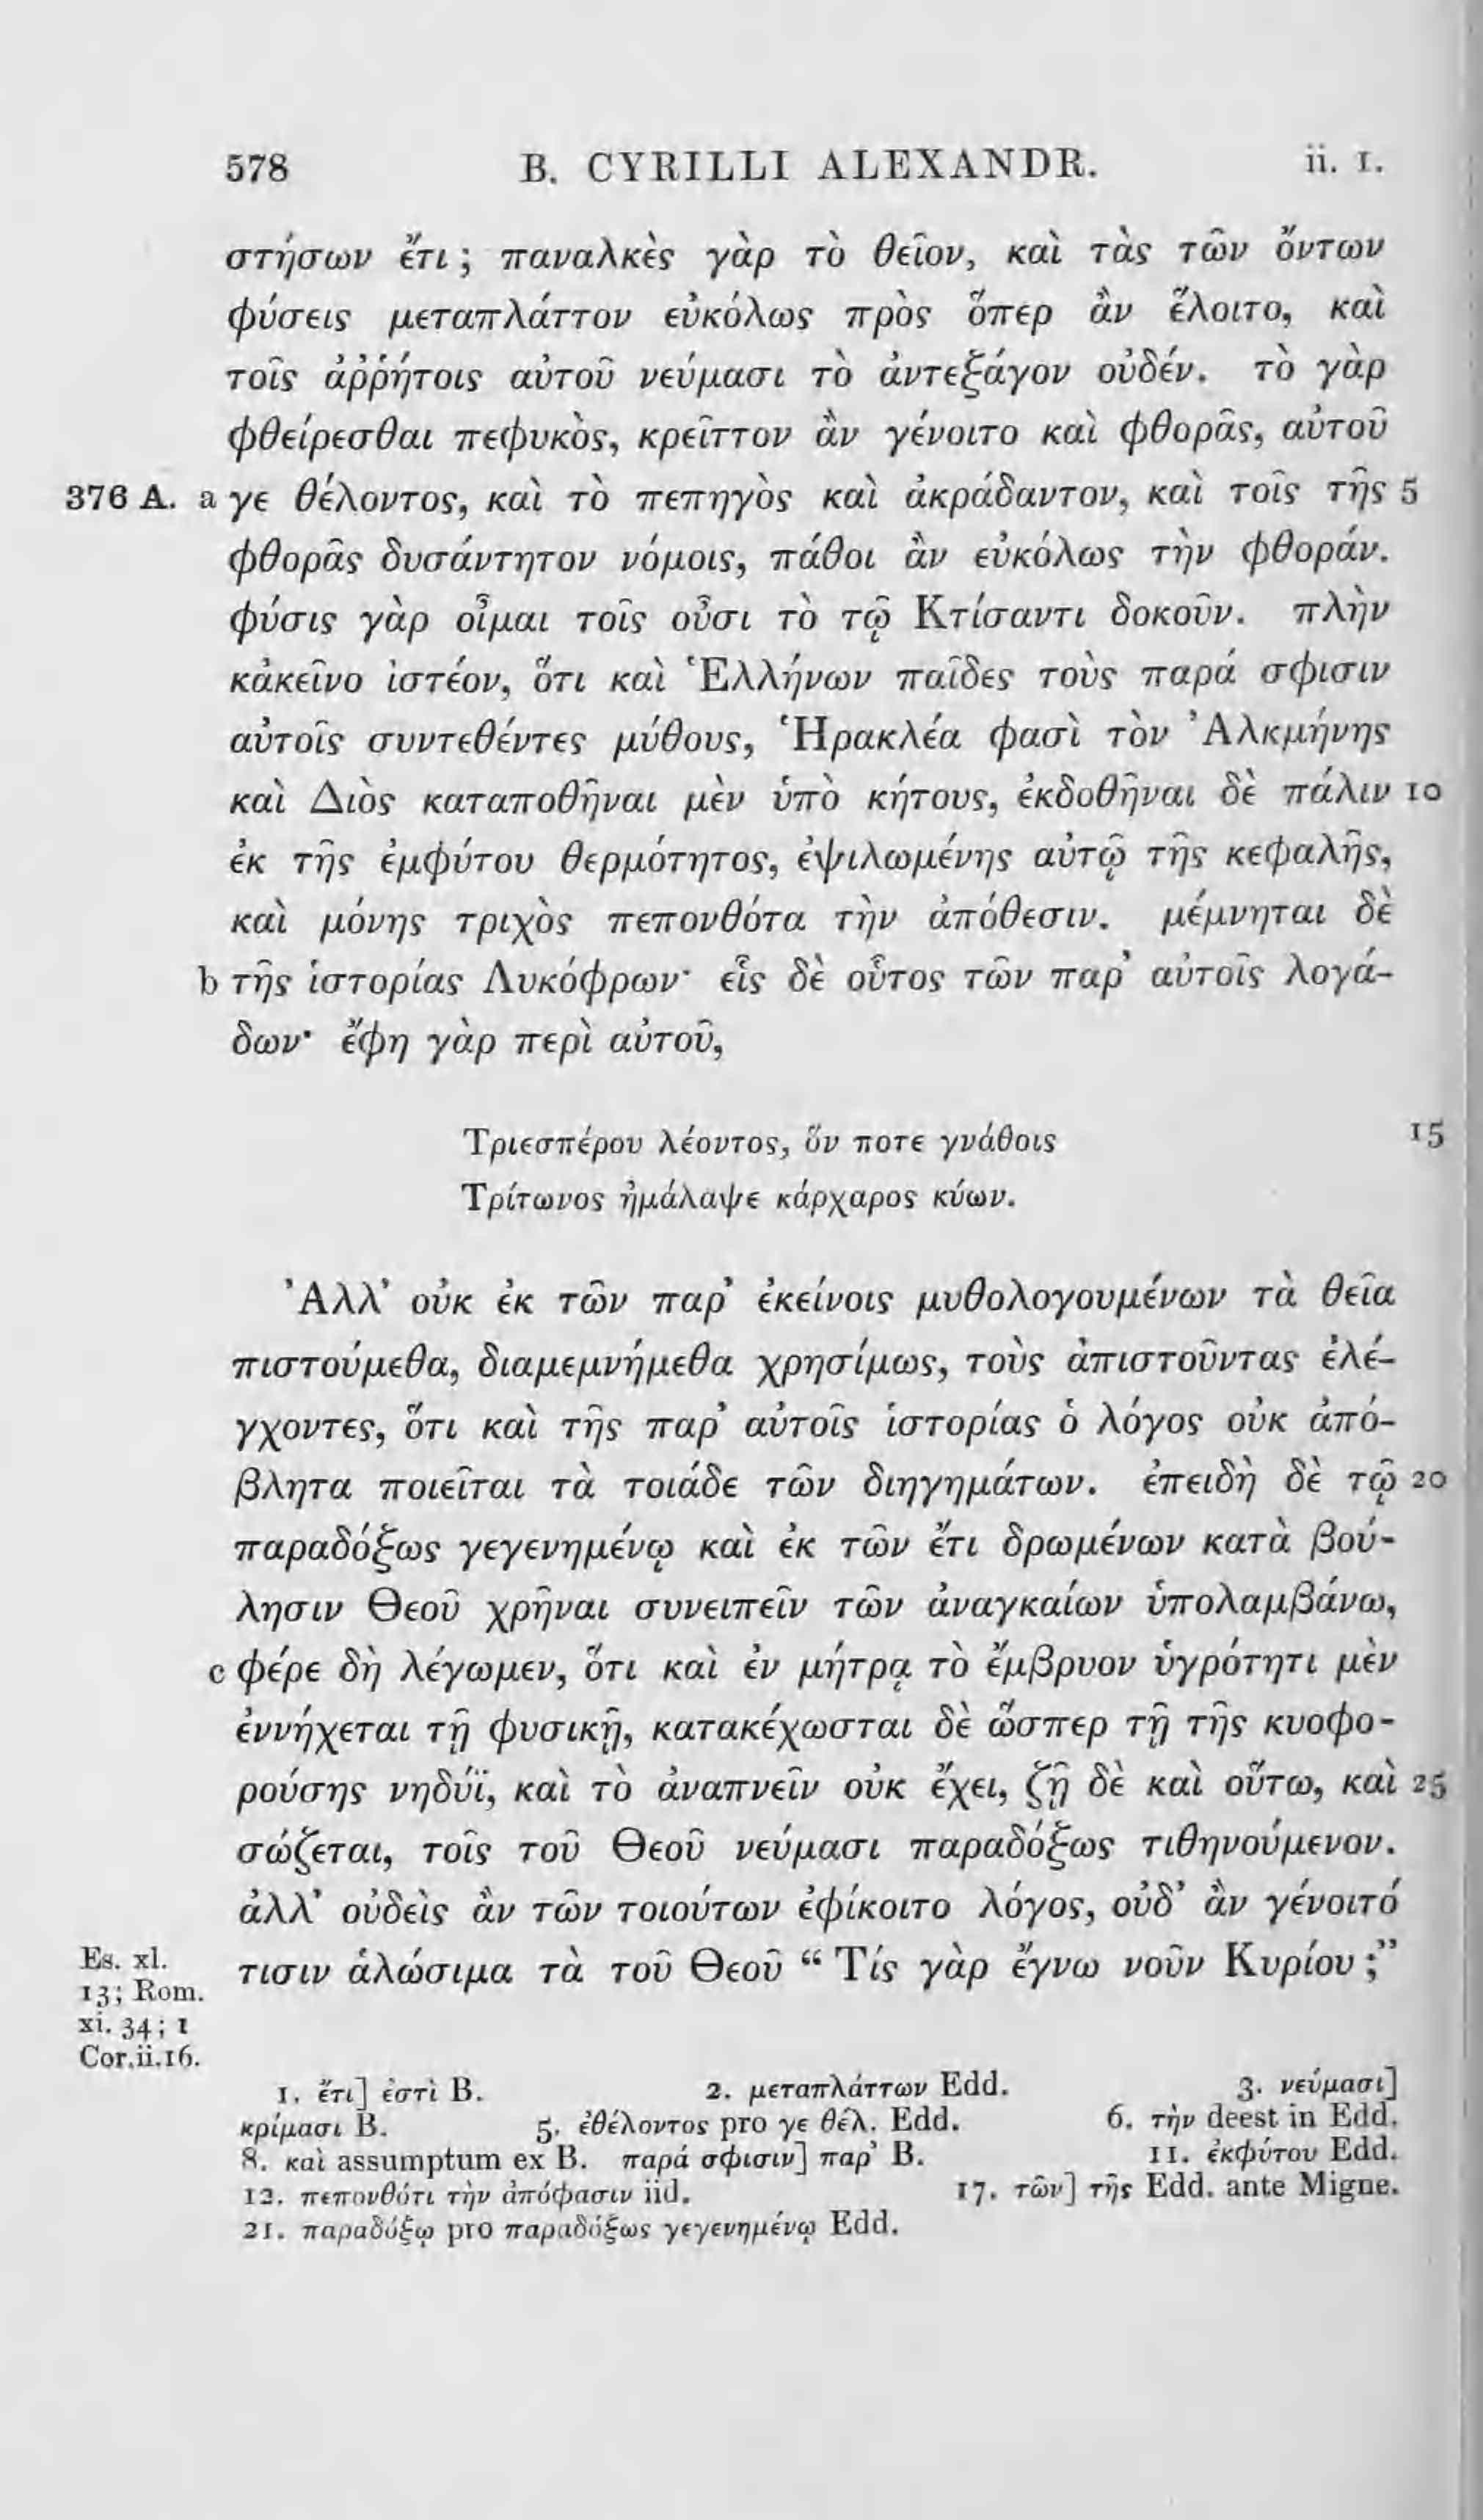 578 B. CYRILLI ALEXANDR. ii. 1.
στήσων ἔτι; παναλκὲς γὰρ τὸ θεῖον, καὶ τὰς τῶν ὄντων
φύσεις μεταπλάττον εὐκόλως πρὸς ὅπερ ἂν ἕλοιτο, καὶ
τοῖς ἀῤῥήτοις αὐτοῦ νεύμασι τὸ ἀντεξάγον οὐδέν. τὸ γὰρ
φθείρεσθαι πεφυκὸς, κρεῖττον ἂν γένοιτο καὶ φθορᾶς, αὐτοῦ
376 A. a γε θέλοντος, καὶ τὸ πεπηγὸς καὶ ἀκράδαντον, καὶ τοῖς τῆς 5
φθορᾶς δυσάντητον νόμοις, πάθοι ἂν εὐκόλως τὴν φθοράν.
φύσις γὰρ οἶμαι τοῖς οὖσι τὸ τῷ Κτίσαντι δοκοῦν. πλὴν
κἀκεῖνο ἰστέον, ὅτι καὶ Ἑλλήνων παῖδες τοὺς παρά σφισιν
αὐτοῖς συντεθέντες μύθους, Ἡρακλέα φασὶ τὸν Ἀλκμήνης
καὶ Διὸς καταποθῆναι μὲν ὑπὸ κήτους, ἐκδοθῆναι δὲ πάλιν 10
ἐκ τῆς ἐμφύτου θερμότητος, ἐψιλωμένης αὐτῷ τῆς κεφαλῆς,
καὶ μόνης τριχὸς πεπονθότα τὴν ἀπόθεσιν. μέμνηται δὲ
b τῆς ἱστορίας Λυκόφρων· εἷς δὲ οὗτος τῶν παρ' αὐτοῖς λογά-
δων· ἔφη γὰρ περὶ αὐτοῦ,
Τριεσπέρου λέοντος, ὅν ποτε γνάθοις 15
Τρίτωνος ἠμάλαψε κάρχαρος κύων.
Ἀλλ' οὐκ ἐκ τῶν παρ' ἐκείνοις μυθολογουμένων τὰ θεῖα
πιστούμεθα, διαμεμνήμεθα χρησίμως, τοὺς ἀπιστοῦντας ἐλέ-
γχοντες, ὅτι καὶ τῆς παρ' αὐτοῖς ἱστορίας ὁ λόγος οὐκ ἀπό-
βλητα ποιεῖται τὰ τοιάδε τῶν διηγημάτων. ἐπειδὴ δὲ τῷ 20
παραδόξως γεγενημένῳ καὶ ἐκ τῶν ἔτι δρωμένων κατὰ βού-
λησιν Θεοῦ χρῆναι συνειπεῖν τῶν ἀναγκαίων ὑπολαμβάνω,
c φέρε δὴ λέγωμεν, ὅτι καὶ ἐν μήτρᾳ τὸ ἔμβρυον ὑγρότητι μὲν
ἐννήχεται τῇ φυσικῇ, κατακέχωσται δὲ ὥσπερ τῇ τῆς κυοφο-
ρούσης νηδύϊ, καὶ τὸ ἀναπνεῖν οὐκ ἔχει, ζῇ δὲ καὶ οὕτω, καὶ 25
σώζεται, τοῖς τοῦ Θεοῦ νεύμασι παραδόξως τιθηνούμενον.
ἀλλ' οὐδεὶς ἂν τῶν τοιούτων ἐφίκοιτο λόγος, οὐδ' ἂν γένοιτό
τισιν ἁλώσιμα τὰ τοῦ Θεοῦ “ Τίς γὰρ ἔγνω νοῦν Κυρίου ;”
Es. xl.
13; Rom.
xi. 34; 1
Cor. ii. 16.
1. ἔτι] ἐστὶ B. 2. μεταπλάττων Edd. 3. νεύμασι]
κρίμασι B. 5. ἐθέλοντος pro γε θέλ. Edd. 6. τὴν deest in Edd.
8. καὶ assumptum ex B. παρά σφισιν] παρ' B. 11. ἐκφύτου Edd.
12. πεπονθότι τὴν ἀπόφασιν iid. 17. τῶν] τῆς Edd. ante Migne.
21. παραδόξῳ pro παραδόξως γεγενημένῳ Edd.